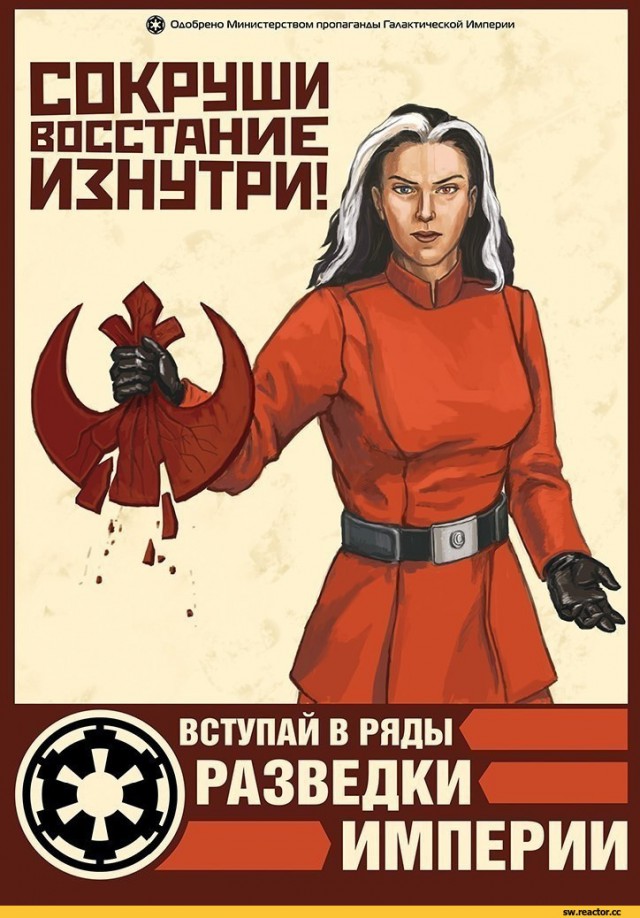 Одобрено Министерством пропаганды Галактической Империи
СОКРУШИ
ВОССТАНИЕ
ИЗНУТРИ!
ВСТУПАЙ В РЯДЫ
РАЗВЕДКИ
ИМПЕРИИ
sw.reactor.cc